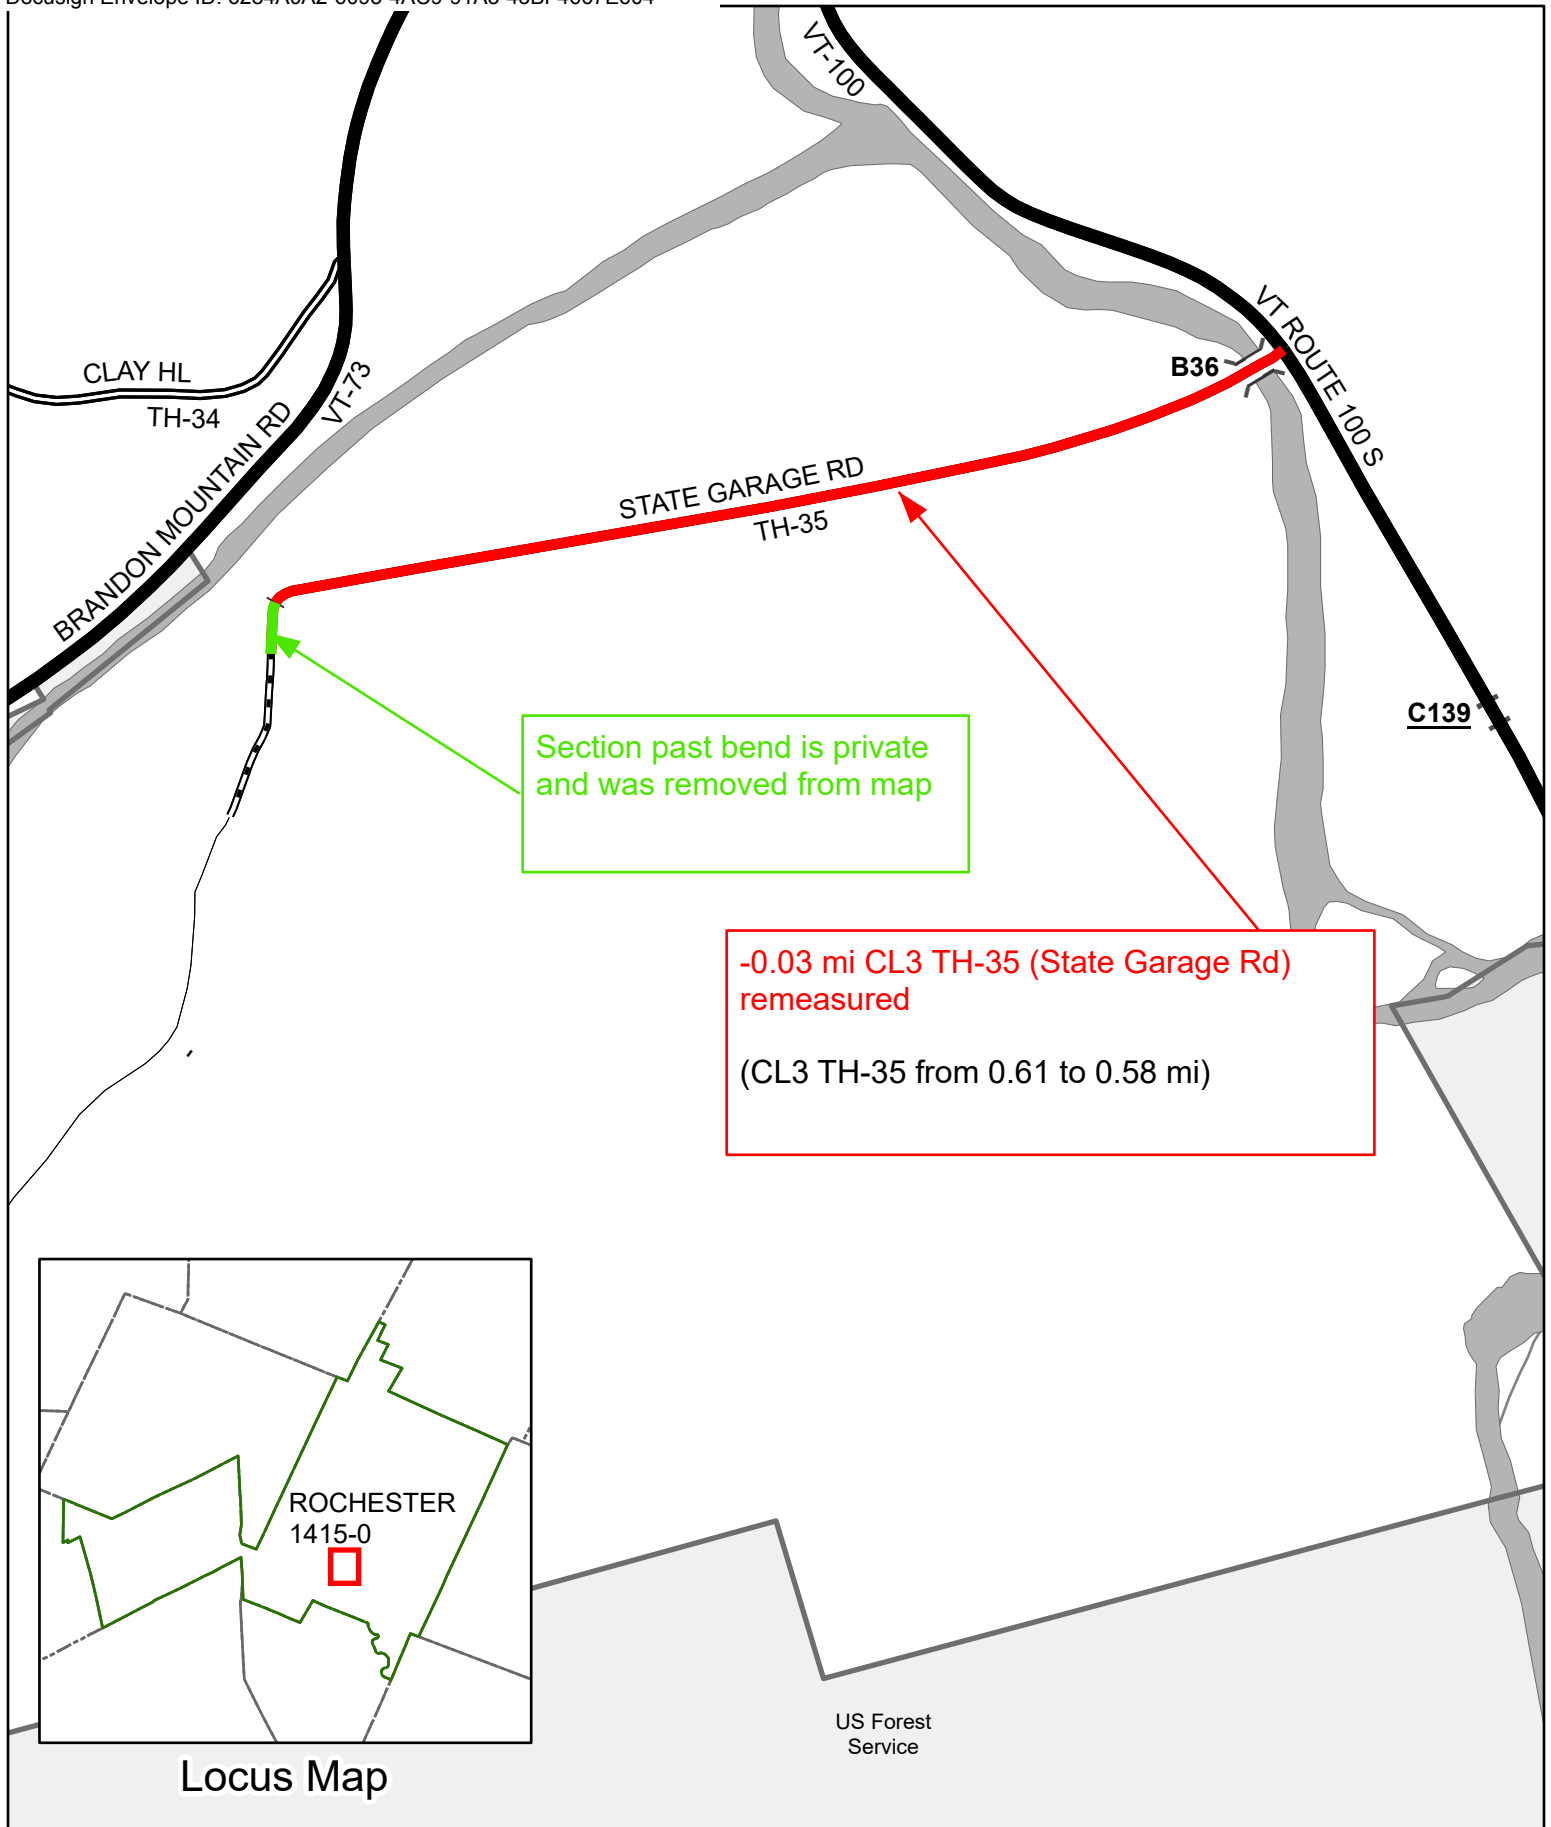 VT-100
CLAY HL
TH-34
BRANDON MOUNTAIN RD
VT-73
VT ROUTE 100 S
B36
STATE GARAGE RD
TH-35
C139
Section past bend is private
and was removed from map
-0.03 mi CL3 TH-35 (State Garage Rd)
remeasured
(CL3 TH-35 from 0.61 to 0.58 mi)
ROCHESTER
1415-0
Locus Map
US Forest
Service